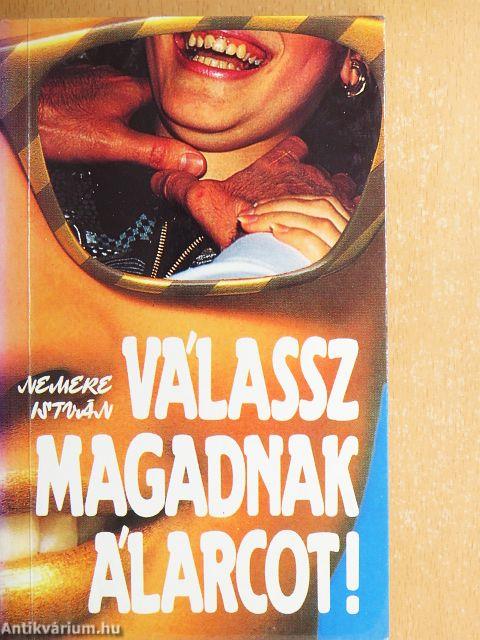 NEMERE
ISTVÁN
VÁLASSZ
MAGADNAK
ÁLARCOT!
Antikvárium.hu